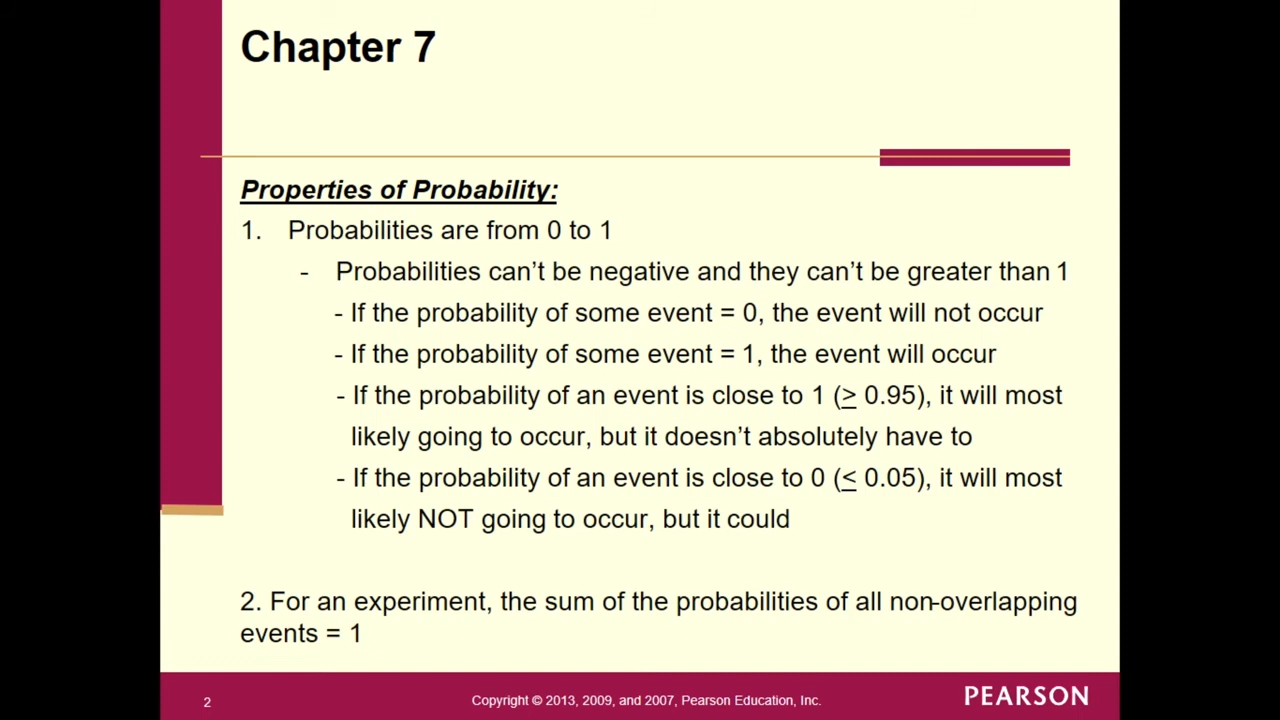 Chapter 7
Properties of Probability:
1. Probabilities are from 0 to 1
- Probabilities can't be negative and they can't be greater than 1
- If the probability of some event = 0, the event will not occur
- If the probability of some event = 1, the event will occur
- If the probability of an event is close to 1 (≥ 0.95), it will most
likely going to occur, but it doesn't absolutely have to
- If the probability of an event is close to 0 (≤ 0.05), it will most
likely NOT going to occur, but it could
2. For an experiment, the sum of the probabilities of all non-overlapping
events = 1
2
Copyright © 2013, 2009, and 2007, Pearson Education, Inc.
PEARSON